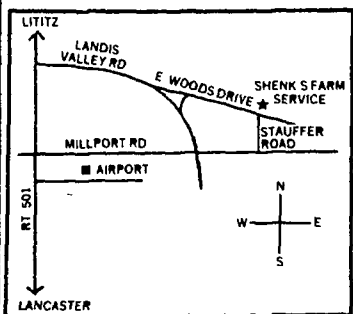 LITITZ
LANDIS
VALLEY RD
E WOODS DRIVE
SHENK S FARM
SERVICE
STAUFFER
ROAD
MILLPORT RD
AIRPORT
RT 501
N
W E
S
LANCASTER